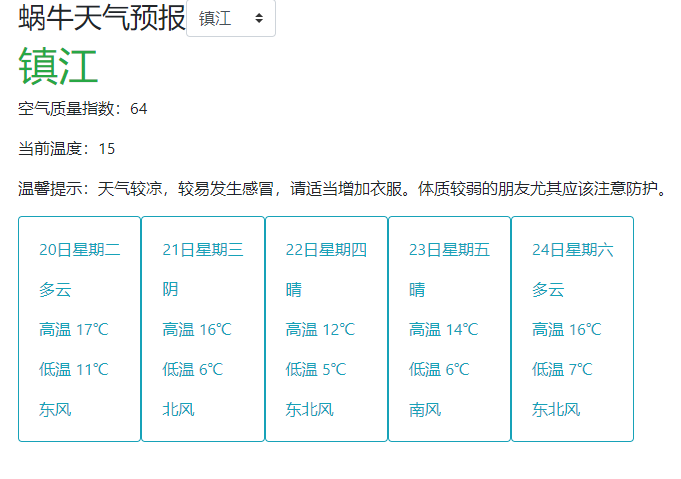 蜗牛天气预报 镇江
镇江
空气质量指数：64
当前温度：15
温馨提示：天气较凉，较易发生感冒，请适当增加衣服。体质较弱的朋友尤其应该注意防护。
20日星期二
多云
高温 17℃
低温 11℃
东风
21日星期三
阴
高温 16℃
低温 6℃
北风
22日星期四
晴
高温 12℃
低温 5℃
东北风
23日星期五
晴
高温 14℃
低温 6℃
南风
24日星期六
多云
高温 16℃
低温 7℃
东北风